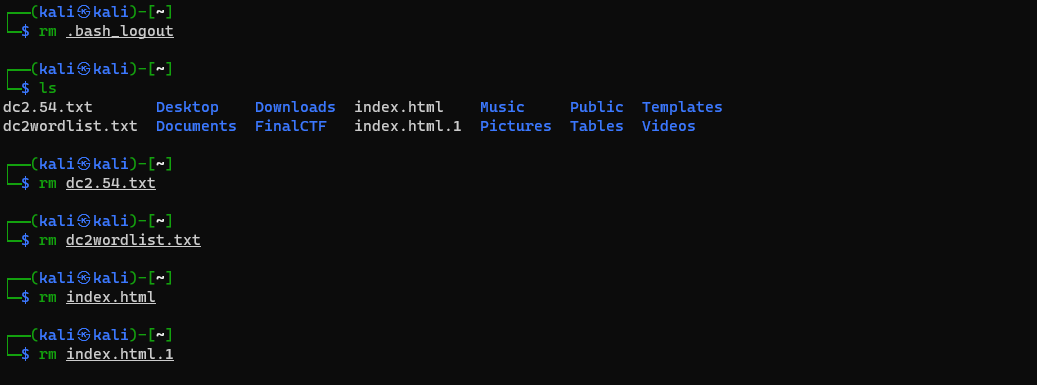 ┌──(kali㉿kali)-[~]
└─$ rm .bash_logout
┌──(kali㉿kali)-[~]
└─$ ls
dc2.54.txt       Desktop    Downloads  index.html    Music     Public  Templates
dc2wordlist.txt  Documents  FinalCTF   index.html.1  Pictures  Tables  Videos
┌──(kali㉿kali)-[~]
└─$ rm dc2.54.txt
┌──(kali㉿kali)-[~]
└─$ rm dc2wordlist.txt
┌──(kali㉿kali)-[~]
└─$ rm index.html
┌──(kali㉿kali)-[~]
└─$ rm index.html.1